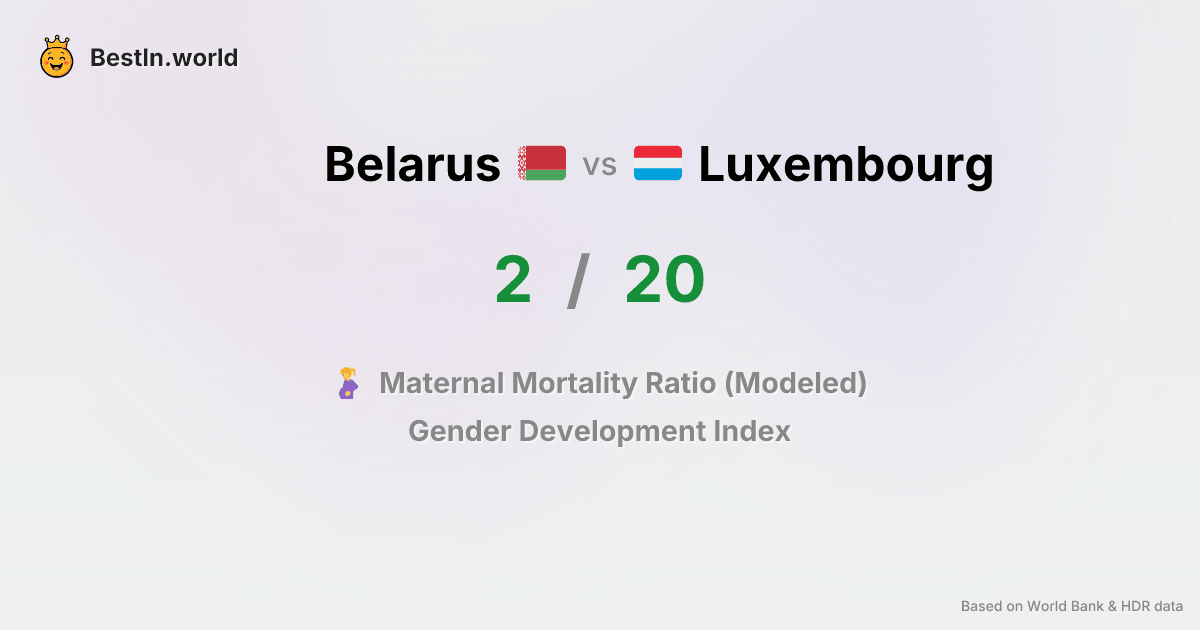 BestIn.world
Belarus vs Luxembourg
2 / 20
Maternal Mortality Ratio (Modeled)
Gender Development Index
Based on World Bank & HDR data